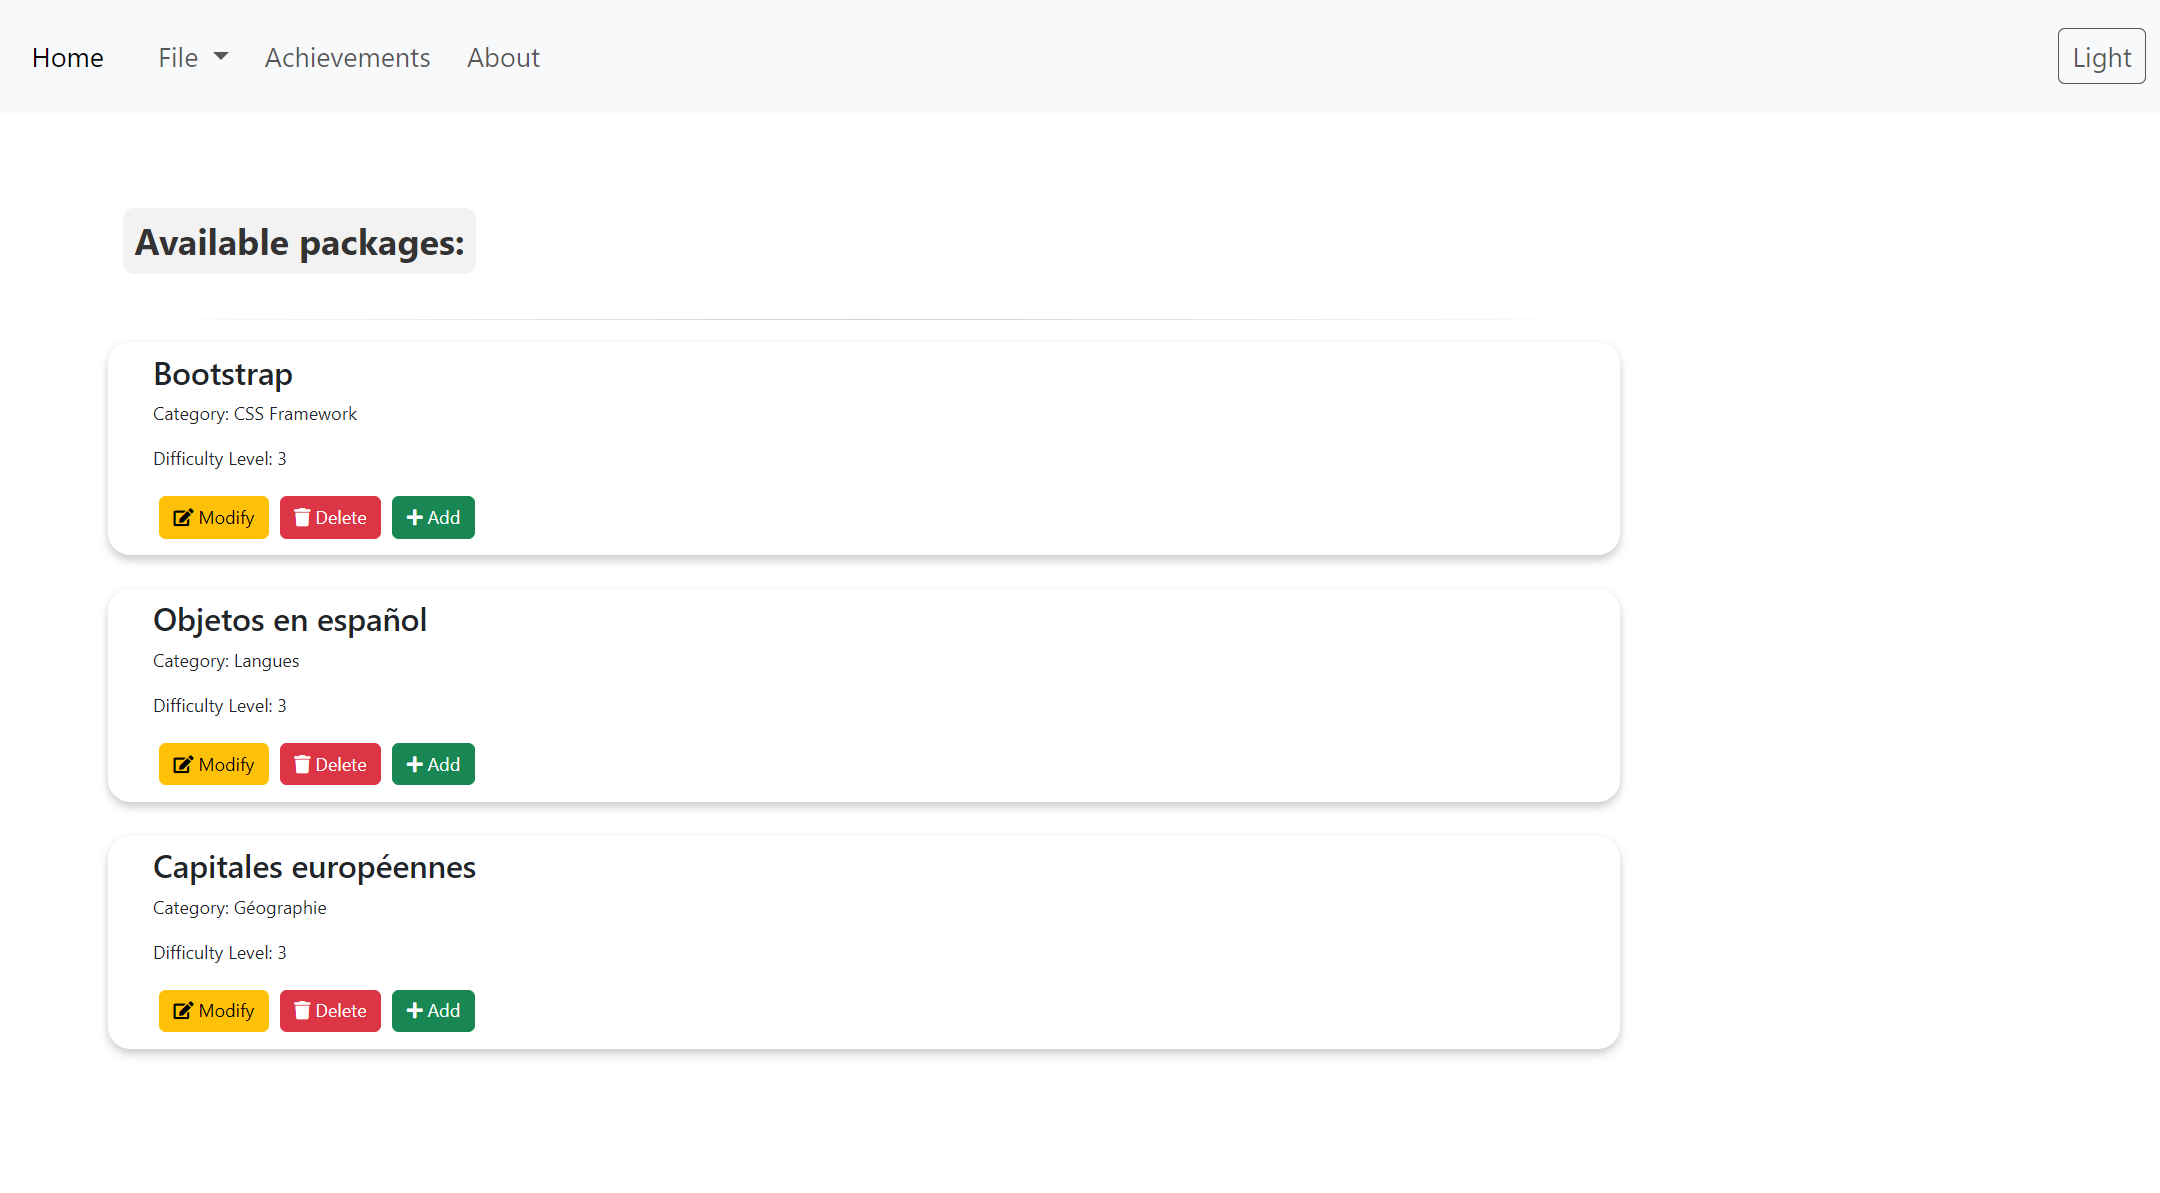 Home File Achievements About Light
Available packages:
Bootstrap
Category: CSS Framework
Difficulty Level: 3
Modify Delete Add
Objetos en español
Category: Langues
Difficulty Level: 3
Modify Delete Add
Capitales européennes
Category: Géographie
Difficulty Level: 3
Modify Delete Add